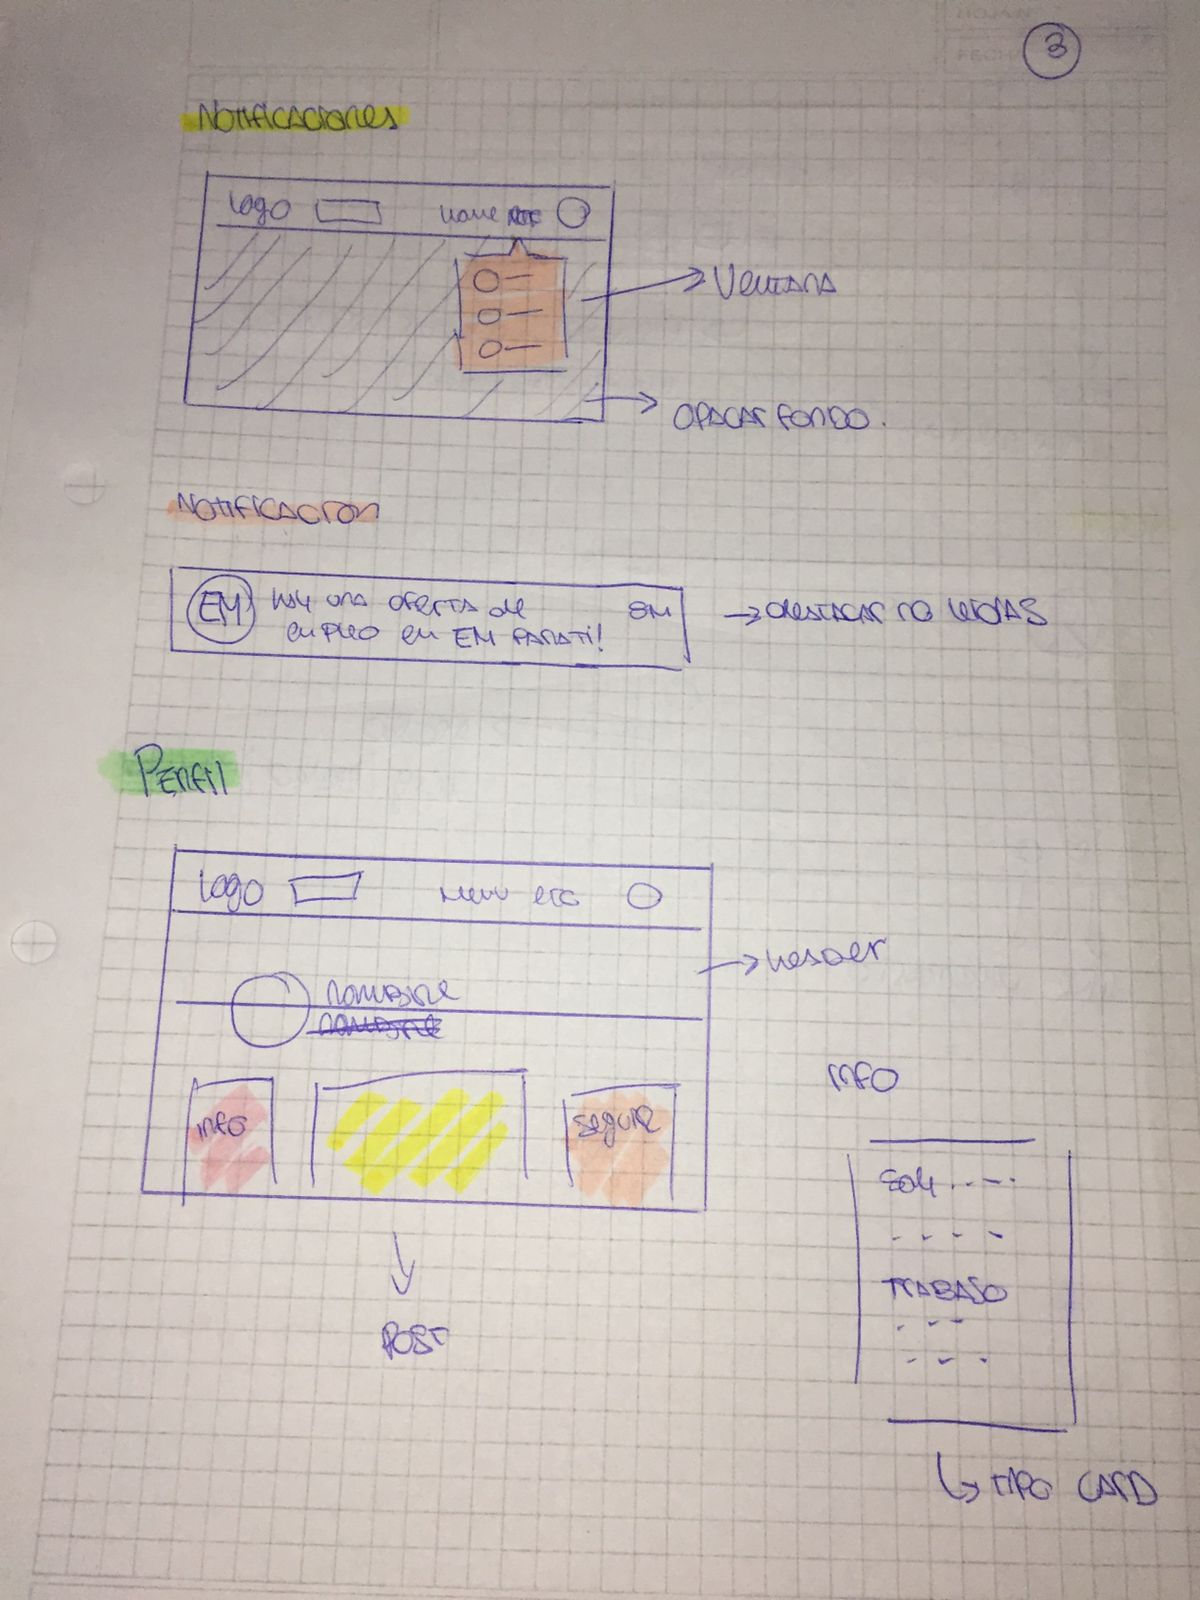 3
NOTIFICACIONES
Logo Home NOT
VENTANA
OPACAR FONDO.
NOTIFICACION
EM HAY UNA OFERTA DE 8M
EMPLEO EN EM PARA TI!
→ DESTACAR NO LEIDAS
PERFIL
Logo Menu etc
HEADER
NOMBRE
NOMBRE
INFO
SEGUIR
POST
INFO
SOY.---.
TRABAJO
TIPO CARD